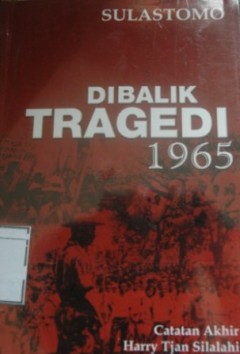 SULASTOMO
DIBALIK
TRAGEDI
1965
Catatan Akhir
Harry Tjan Silalahi